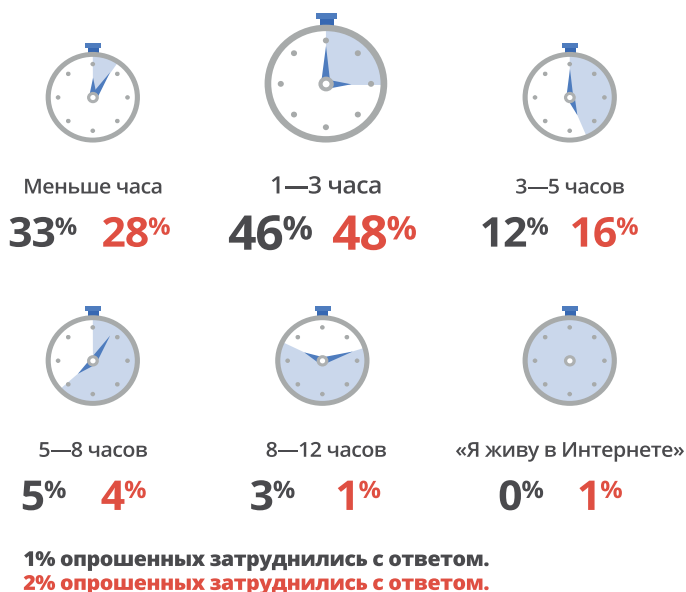 Меньше часа
33% 28%
1—3 часа
46% 48%
3—5 часов
12% 16%
5—8 часов
5% 4%
8—12 часов
3% 1%
«Я живу в Интернете»
0% 1%
1% опрошенных затруднились с ответом.
2% опрошенных затруднились с ответом.